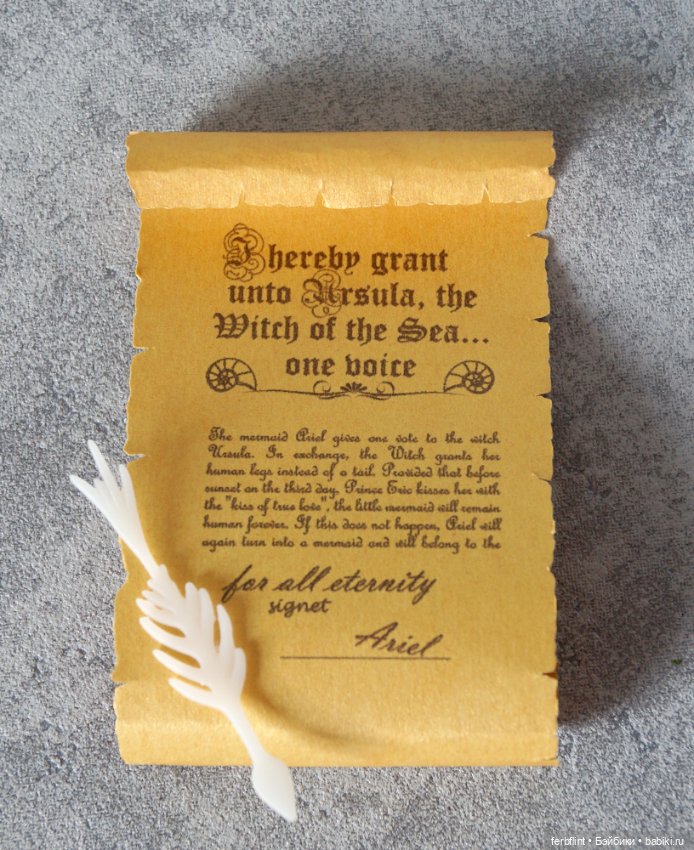 I hereby grant
unto Ursula, the
Witch of the Sea...
one voice
The mermaid Ariel gives one vote to the witch
Ursula. In exchange, the Witch grants her
human legs instead of a tail. Provided that before
sunset on the third day, Prince Eric kisses her with
the "kiss of true love", the little mermaid will remain
human forever. If this does not happen, Ariel will
again turn into a mermaid and will belong to the
for all eternity
signet
Ariel
ferbflint • Бэйбики • babiki.ru